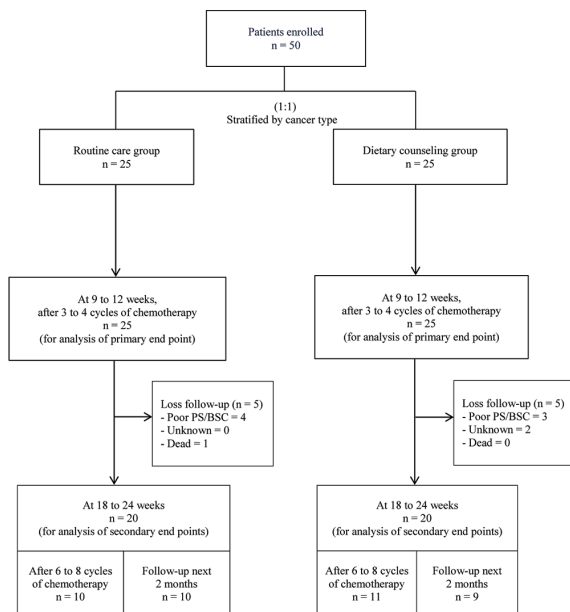 Patients enrolled
n = 50
(1:1)
Stratified by cancer type
Routine care group
n = 25
Dietary counseling group
n = 25
At 9 to 12 weeks,
after 3 to 4 cycles of chemotherapy
n = 25
(for analysis of primary end point)
At 9 to 12 weeks,
after 3 to 4 cycles of chemotherapy
n = 25
(for analysis of primary end point)
Loss follow-up (n = 5)
- Poor PS/BSC = 4
- Unknown = 0
- Dead = 1
Loss follow-up (n = 5)
- Poor PS/BSC = 3
- Unknown = 2
- Dead = 0
At 18 to 24 weeks
n = 20
(for analysis of secondary end points)
After 6 to 8 cycles
of chemotherapy
n = 10
Follow-up next
2 months
n = 10
At 18 to 24 weeks
n = 20
(for analysis of secondary end points)
After 6 to 8 cycles
of chemotherapy
n = 11
Follow-up next
2 months
n = 9